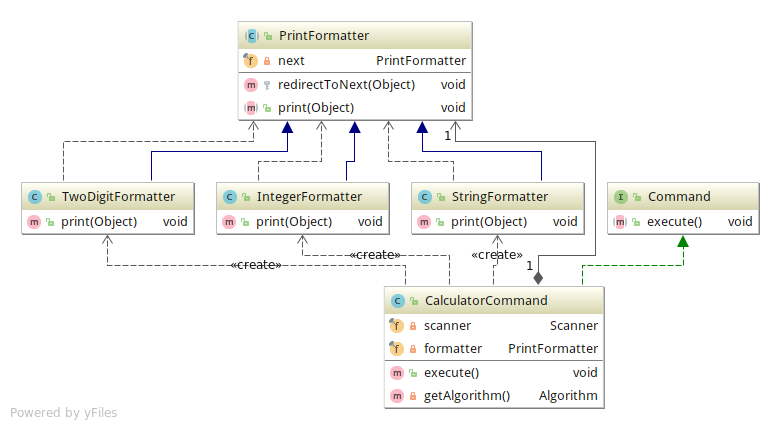 PrintFormatter
next PrintFormatter
redirectToNext(Object) void
print(Object) void
1
TwoDigitFormatter
print(Object) void
IntegerFormatter
print(Object) void
StringFormatter
print(Object) void
Command
execute() void
«create»
«create»
«create»
1
CalculatorCommand
scanner Scanner
formatter PrintFormatter
execute() void
getAlgorithm() Algorithm
Powered by yFiles